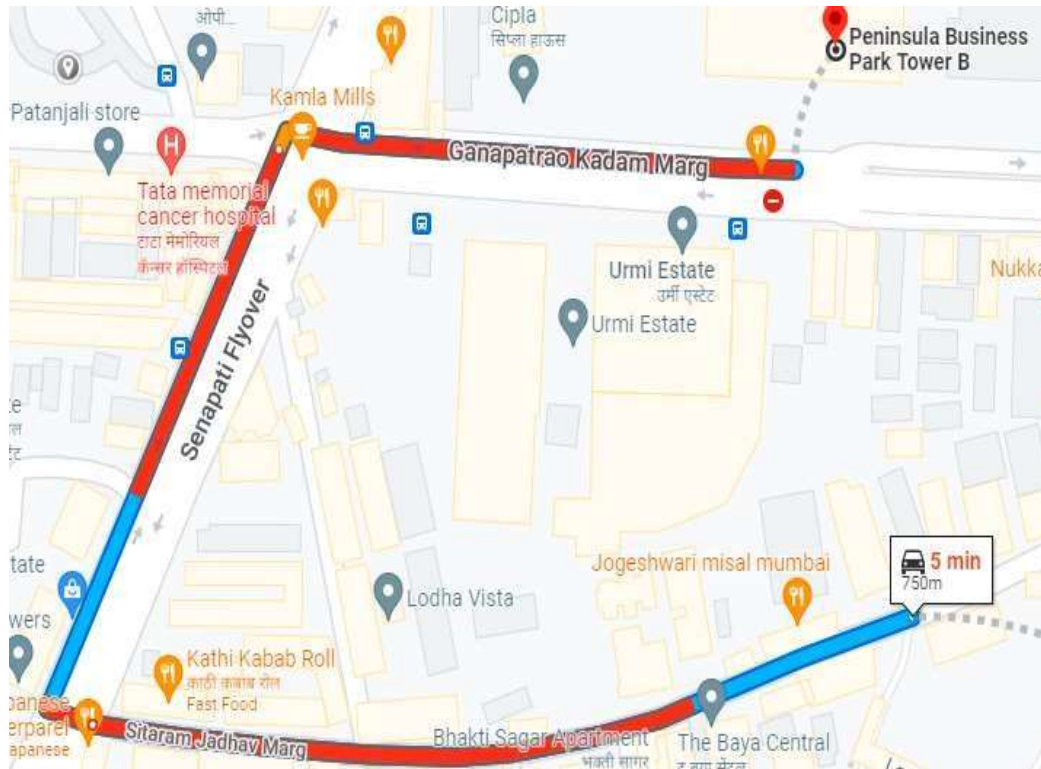 ओपी...
Cipla
सिप्ला हाऊस
Peninsula Business
Park Tower B
Patanjali store
Kamla Mills
Ganapatrao Kadam Marg
H
Tata memorial
cancer hospital
टाटा मेमोरियल
कॅन्सर हॉस्पिटल
Urmi Estate
उर्मी एस्टेट
Nukka
Urmi Estate
Senapati Flyover
Jogeshwari misal mumbai
5 min
750m
tate
Lodha Vista
wers
Kathi Kabab Roll
काठी कबाब रोल
Fast Food
panese
erparel
apanese
Sitaram Jadhav Marg
Bhakti Sagar Apartment
भक्ती सागर
The Baya Central